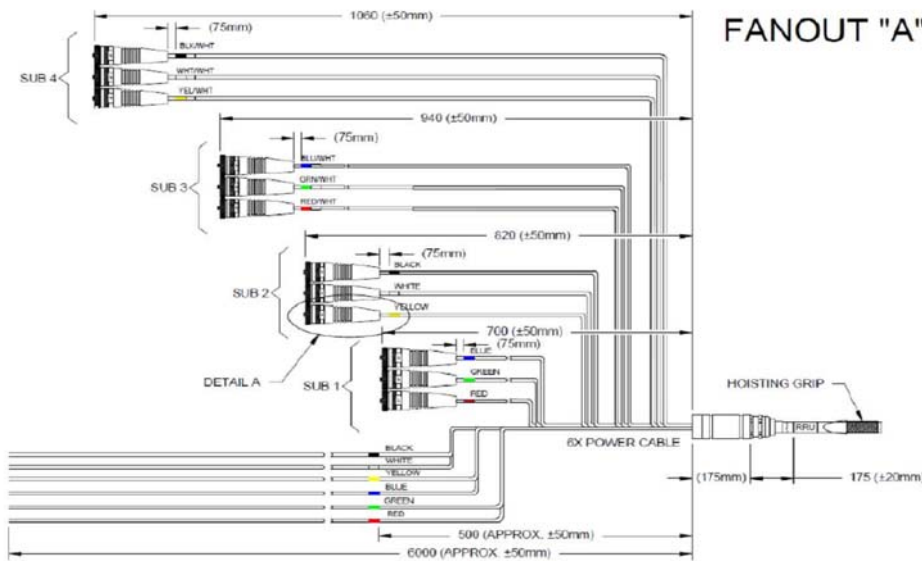 1060 (±50mm)
FANOUT "A"
(75mm)
BLK/WHT
SUB 4
WHT/WHT
YEL/WHT
940 (±50mm)
(75mm)
BLU/WHT
SUB 3
GRN/WHT
RED/WHT
820 (±50mm)
(75mm)
BLACK
SUB 2
WHITE
YELLOW
700 (±50mm)
(75mm)
BLUE
DETAIL A
SUB 1
GREEN
RED
HOISTING GRIP
6X POWER CABLE
RRU
BLACK
WHITE
YELLOW
BLUE
GREEN
RED
(175mm)
175 (±20mm)
500 (APPROX. ±50mm)
6000 (APPROX. ±50mm)